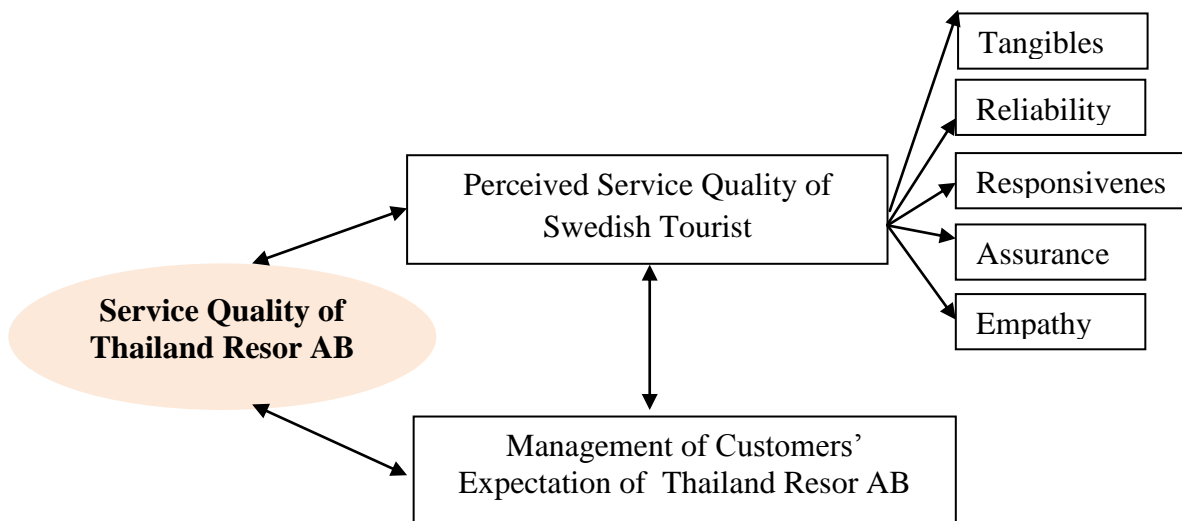 Tangibles
Reliability
Perceived Service Quality of
Swedish Tourist
Responsivenes
Assurance
Service Quality of
Thailand Resor AB
Empathy
Management of Customers’
Expectation of Thailand Resor AB